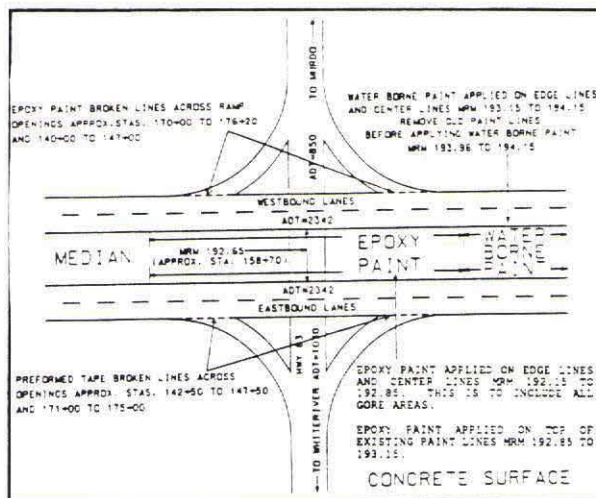 TO MURDO
EPOXY PAINT BROKEN LINES ACROSS RAMP
OPENINGS APPROX.STAS. 170+00 TO 176+20
AND 140+00 TO 147+00
WATER BORNE PAINT APPLIED ON EDGE LINES
AND CENTER LINES MRM 193.15 TO 194.15
REMOVE OLD PAINT LINES
BEFORE APPLYING WATER BORNE PAINT
MRM 193.96 TO 194.15
ADT=850
WESTBOUND LANES
ADT=2342
MEDIAN
MRM 192.65
(APPROX. STA. 158+70)
EPOXY
PAINT
WATER
BORNE
PAINT
ADT=2342
EASTBOUND LANES
HWY 83
ADT=1010
TO WHITERIVER
PREFORMED TAPE BROKEN LINES ACROSS
OPENINGS APPROX. STAS. 142+50 TO 147+50
AND 171+00 TO 175+00
EPOXY PAINT APPLIED ON EDGE LINES
AND CENTER LINES MRM 192.15 TO
192.85. THIS IS TO INCLUDE ALL
GORE AREAS.
EPOXY PAINT APPLIED ON TOP OF
EXISTING PAINT LINES MRM 192.85 TO
193.15.
CONCRETE SURFACE